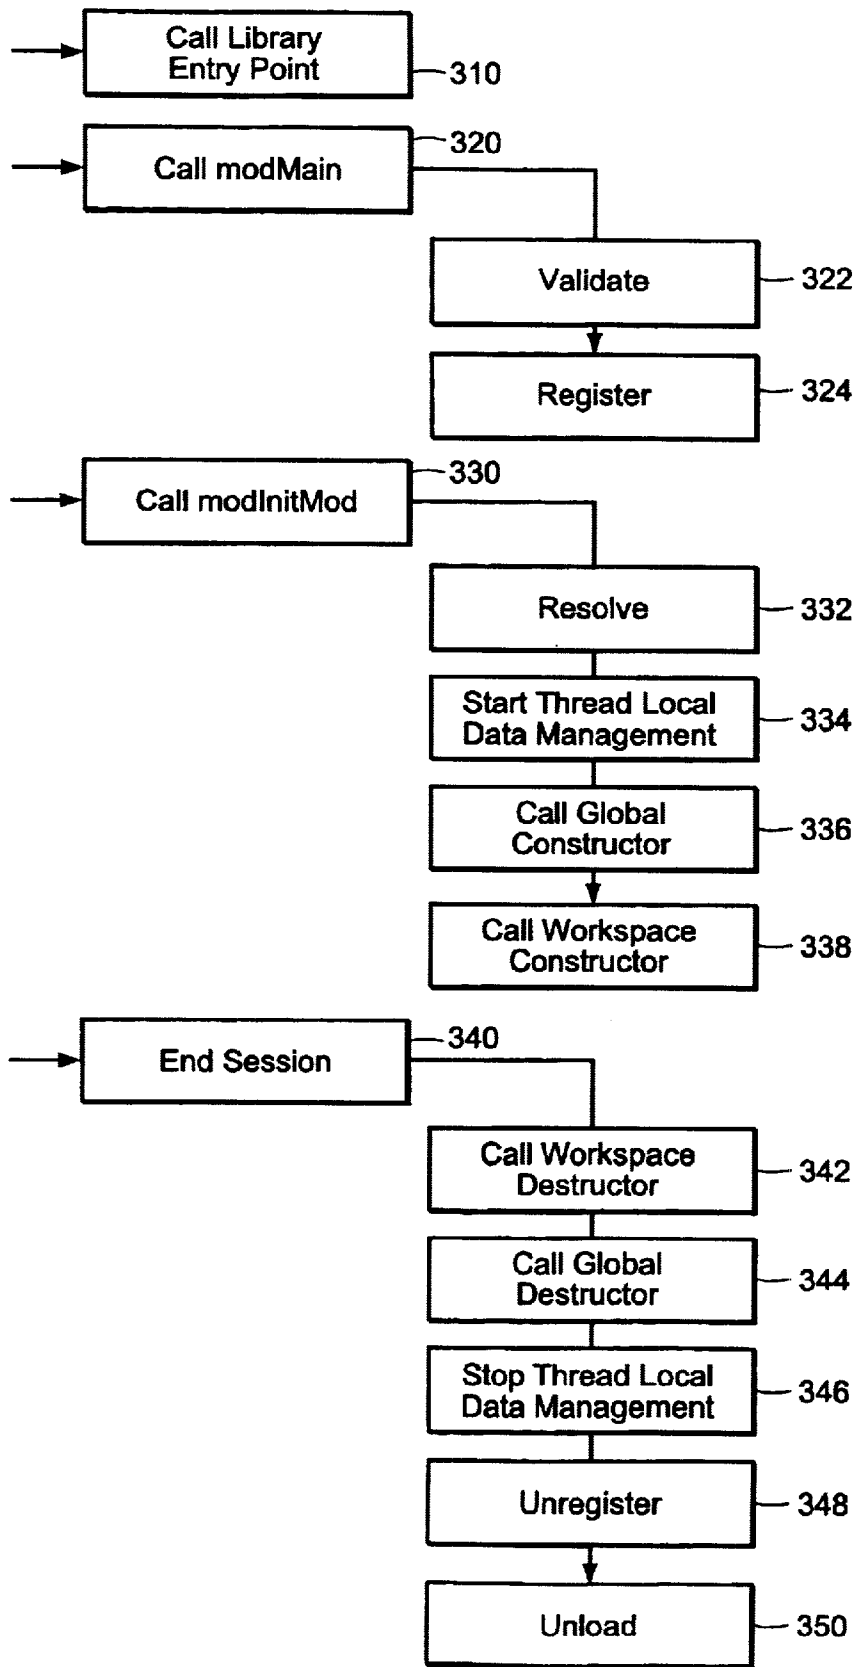 Call Library
Entry Point
310
320
Call modMain
Validate
322
Register
324
330
Call modInitMod
Resolve
332
Start Thread Local
Data Management
334
Call Global
Constructor
336
Call Workspace
Constructor
338
340
End Session
Call Workspace
Destructor
342
Call Global
Destructor
344
Stop Thread Local
Data Management
346
Unregister
348
Unload
350